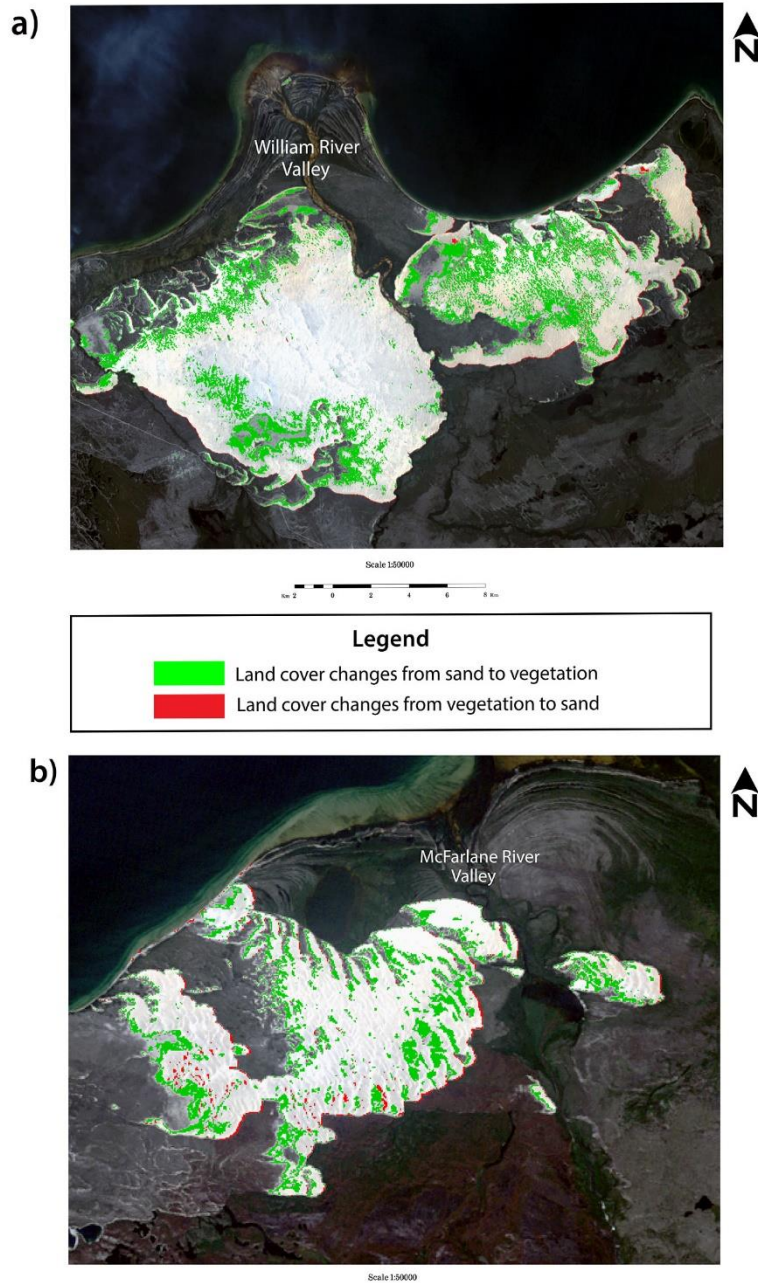 a)
N
William River
Valley
Scale 1:50000
Km 2 0 2 4 6 8 Km
Legend
Land cover changes from sand to vegetation
Land cover changes from vegetation to sand
b)
N
McFarlane River
Valley
Scale 1:50000